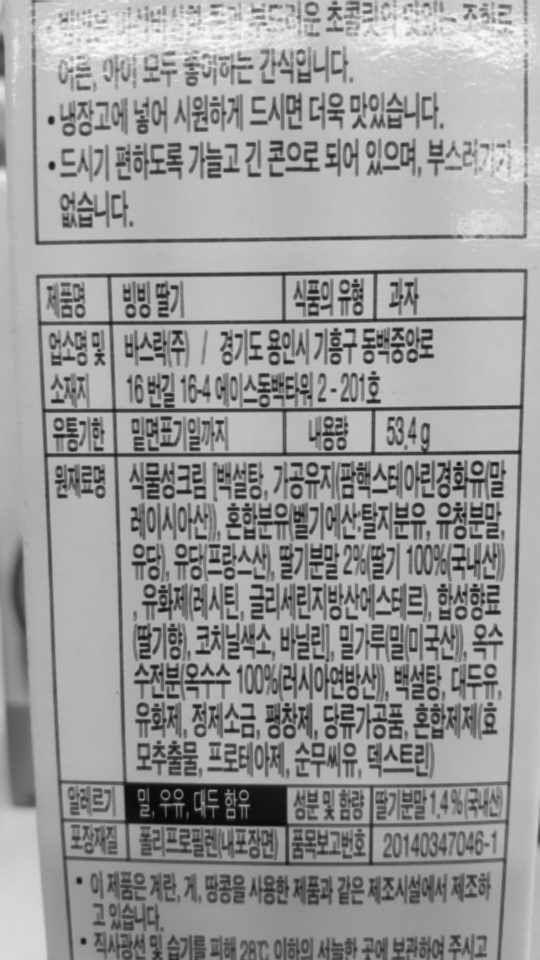 부드러운 초콜릿의 맛있는 조화로
어른, 아이 모두 좋아하는 간식입니다.
• 냉장고에 넣어 시원하게 드시면 더욱 맛있습니다.
• 드시기 편하도록 가늘고 긴 콘으로 되어 있으며, 부스러기가
없습니다.
제품명 빙빙 딸기 식품의 유형 과자
업소명 및 바스락(주) / 경기도 용인시 기흥구 동백중앙로
소재지 16 번길 16-4 에이스동백타워 2 - 201호
유통기한 밑면표기일까지 내용량 53.4 g
원재료명 식물성크림 [백설탕, 가공유지(팜핵스테아린경화유(말
레이시아산)), 혼합분유(벨기에산:탈지분유, 유청분말,
유당), 유당(프랑스산), 딸기분말 2%(딸기 100%(국내산))
, 유화제(레시틴, 글리세린지방산에스테르), 합성향료
(딸기향), 코치닐색소, 바닐린], 밀가루(밀(미국산)), 옥수
수전분(옥수수 100%(러시아연방산)), 백설탕, 대두유,
유화제, 정제소금, 팽창제, 당류가공품, 혼합제제(효
모추출물, 프로테아제, 순무씨유, 덱스트린)
알레르기 밀, 우유, 대두 함유 성분 및 함량 딸기분말 1.4 % (국내산)
포장재질 폴리프로필렌(내포장면) 품목보고번호 20140347046-1
• 이 제품은 계란, 게, 땅콩을 사용한 제품과 같은 제조시설에서 제조하
고 있습니다.
• 직사광선 및 습기를 피해 28℃ 이하의 서늘한 곳에 보관하여 주시고